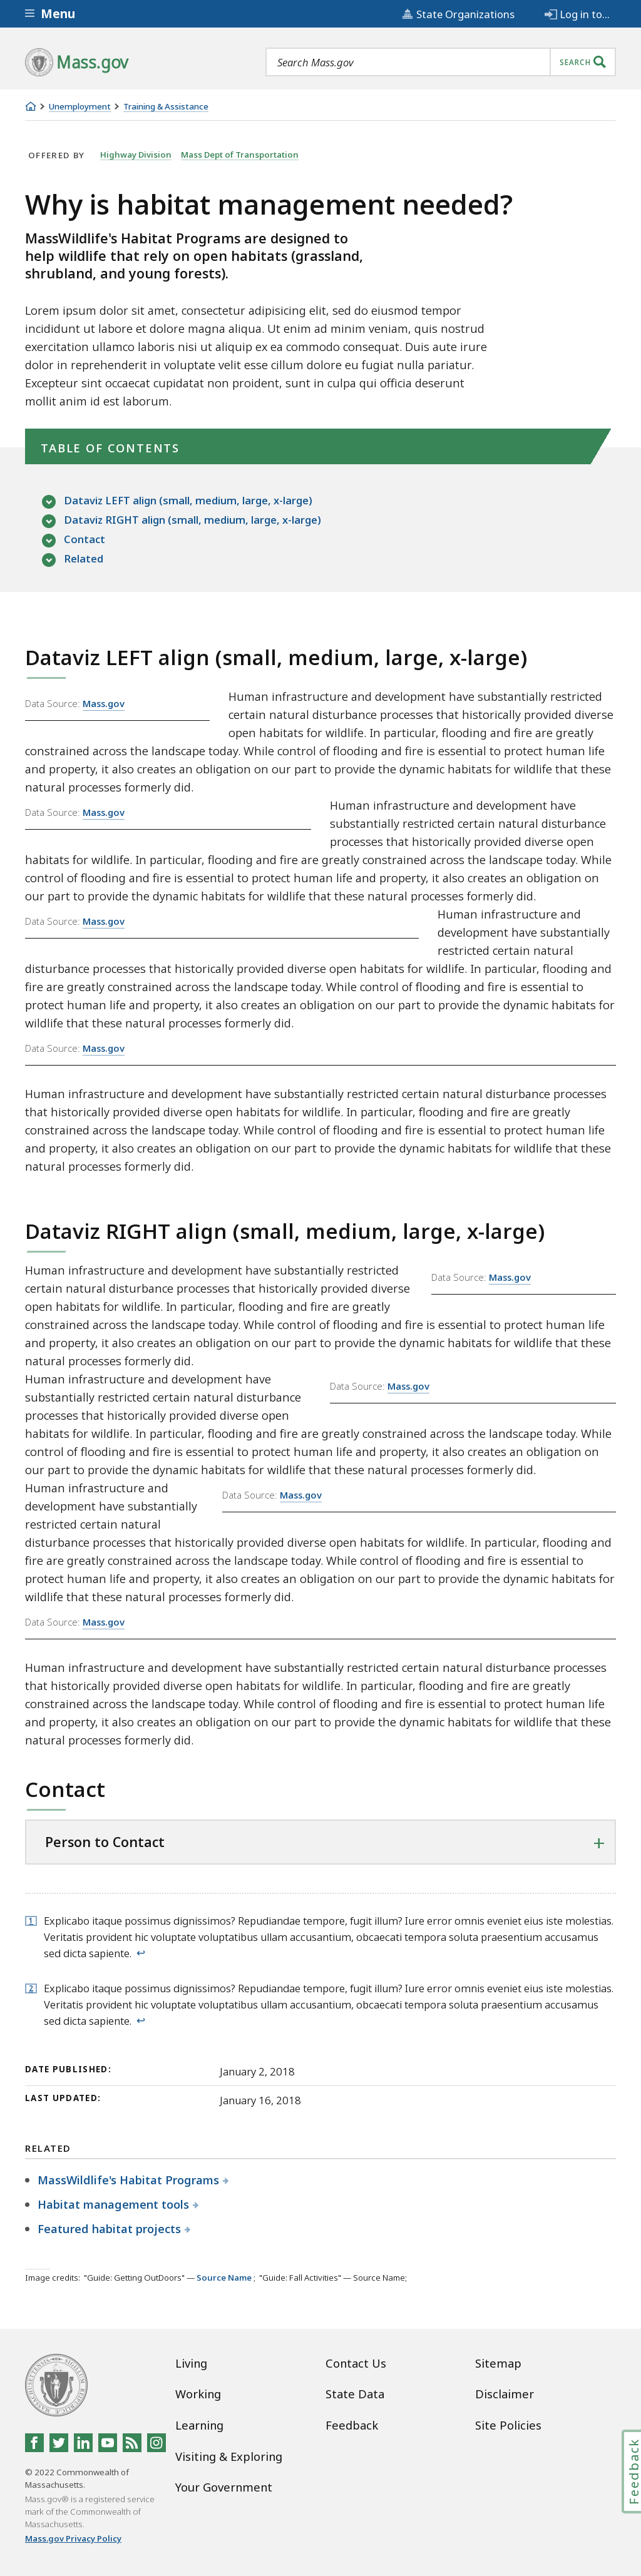 Menu
State Organizations
Log in to...
Mass.gov
Search Mass.gov
SEARCH
Unemployment
Training & Assistance
OFFERED BY
Highway Division
Mass Dept of Transportation
Why is habitat management needed?
MassWildlife's Habitat Programs are designed to
help wildlife that rely on open habitats (grassland,
shrubland, and young forests).
Lorem ipsum dolor sit amet, consectetur adipisicing elit, sed do eiusmod tempor
incididunt ut labore et dolore magna aliqua. Ut enim ad minim veniam, quis nostrud
exercitation ullamco laboris nisi ut aliquip ex ea commodo consequat. Duis aute irure
dolor in reprehenderit in voluptate velit esse cillum dolore eu fugiat nulla pariatur.
Excepteur sint occaecat cupidatat non proident, sunt in culpa qui officia deserunt
mollit anim id est laborum.
TABLE OF CONTENTS
Dataviz LEFT align (small, medium, large, x-large)
Dataviz RIGHT align (small, medium, large, x-large)
Contact
Related
Dataviz LEFT align (small, medium, large, x-large)
Data Source: Mass.gov
Human infrastructure and development have substantially restricted
certain natural disturbance processes that historically provided diverse
open habitats for wildlife. In particular, flooding and fire are greatly
constrained across the landscape today. While control of flooding and fire is essential to protect human life
and property, it also creates an obligation on our part to provide the dynamic habitats for wildlife that these
natural processes formerly did.
Data Source: Mass.gov
Human infrastructure and development have
substantially restricted certain natural disturbance
processes that historically provided diverse open
habitats for wildlife. In particular, flooding and fire are greatly constrained across the landscape today. While
control of flooding and fire is essential to protect human life and property, it also creates an obligation on
our part to provide the dynamic habitats for wildlife that these natural processes formerly did.
Data Source: Mass.gov
Human infrastructure and
development have substantially
restricted certain natural
disturbance processes that historically provided diverse open habitats for wildlife. In particular, flooding and
fire are greatly constrained across the landscape today. While control of flooding and fire is essential to
protect human life and property, it also creates an obligation on our part to provide the dynamic habitats for
wildlife that these natural processes formerly did.
Data Source: Mass.gov
Human infrastructure and development have substantially restricted certain natural disturbance processes
that historically provided diverse open habitats for wildlife. In particular, flooding and fire are greatly
constrained across the landscape today. While control of flooding and fire is essential to protect human life
and property, it also creates an obligation on our part to provide the dynamic habitats for wildlife that these
natural processes formerly did.
Dataviz RIGHT align (small, medium, large, x-large)
Human infrastructure and development have substantially restricted
certain natural disturbance processes that historically provided diverse
open habitats for wildlife. In particular, flooding and fire are greatly
Data Source: Mass.gov
constrained across the landscape today. While control of flooding and fire is essential to protect human life
and property, it also creates an obligation on our part to provide the dynamic habitats for wildlife that these
natural processes formerly did.
Human infrastructure and development have
substantially restricted certain natural disturbance
processes that historically provided diverse open
Data Source: Mass.gov
habitats for wildlife. In particular, flooding and fire are greatly constrained across the landscape today. While
control of flooding and fire is essential to protect human life and property, it also creates an obligation on
our part to provide the dynamic habitats for wildlife that these natural processes formerly did.
Human infrastructure and
development have substantially
restricted certain natural
Data Source: Mass.gov
disturbance processes that historically provided diverse open habitats for wildlife. In particular, flooding and
fire are greatly constrained across the landscape today. While control of flooding and fire is essential to
protect human life and property, it also creates an obligation on our part to provide the dynamic habitats for
wildlife that these natural processes formerly did.
Data Source: Mass.gov
Human infrastructure and development have substantially restricted certain natural disturbance processes
that historically provided diverse open habitats for wildlife. In particular, flooding and fire are greatly
constrained across the landscape today. While control of flooding and fire is essential to protect human life
and property, it also creates an obligation on our part to provide the dynamic habitats for wildlife that these
natural processes formerly did.
Contact
Person to Contact
1 Explicabo itaque possimus dignissimos? Repudiandae tempore, fugit illum? Iure error omnis eveniet eius iste molestias.
Veritatis provident hic voluptate voluptatibus ullam accusantium, obcaecati tempora soluta praesentium accusamus
sed dicta sapiente. ↩
2 Explicabo itaque possimus dignissimos? Repudiandae tempore, fugit illum? Iure error omnis eveniet eius iste molestias.
Veritatis provident hic voluptate voluptatibus ullam accusantium, obcaecati tempora soluta praesentium accusamus
sed dicta sapiente. ↩
DATE PUBLISHED: January 2, 2018
LAST UPDATED: January 16, 2018
RELATED
MassWildlife's Habitat Programs
Habitat management tools
Featured habitat projects
Image credits: "Guide: Getting OutDoors" — Source Name ; "Guide: Fall Activities" — Source Name;
Living
Working
Learning
Visiting & Exploring
Your Government
Contact Us
State Data
Feedback
Sitemap
Disclaimer
Site Policies
© 2022 Commonwealth of
Massachusetts.
Mass.gov® is a registered service
mark of the Commonwealth of
Massachusetts.
Mass.gov Privacy Policy
Feedback